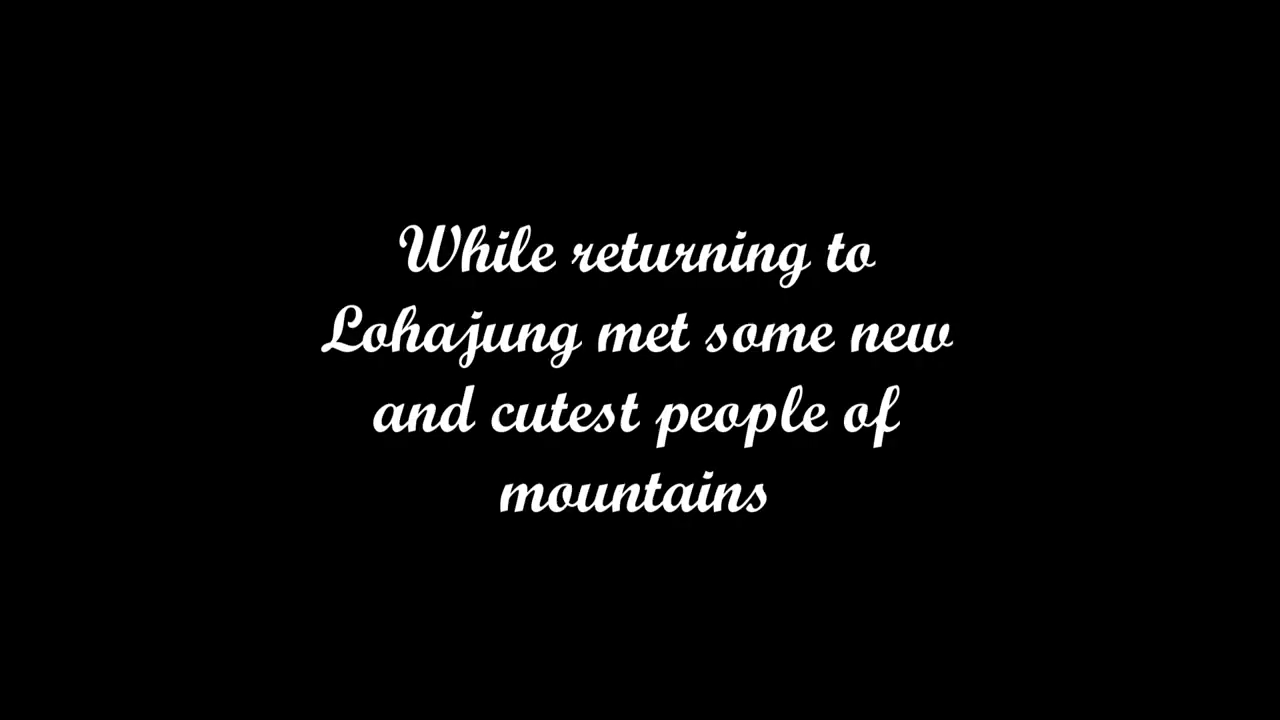 While returning to
Lohajung met some new
and cutest people of
mountains